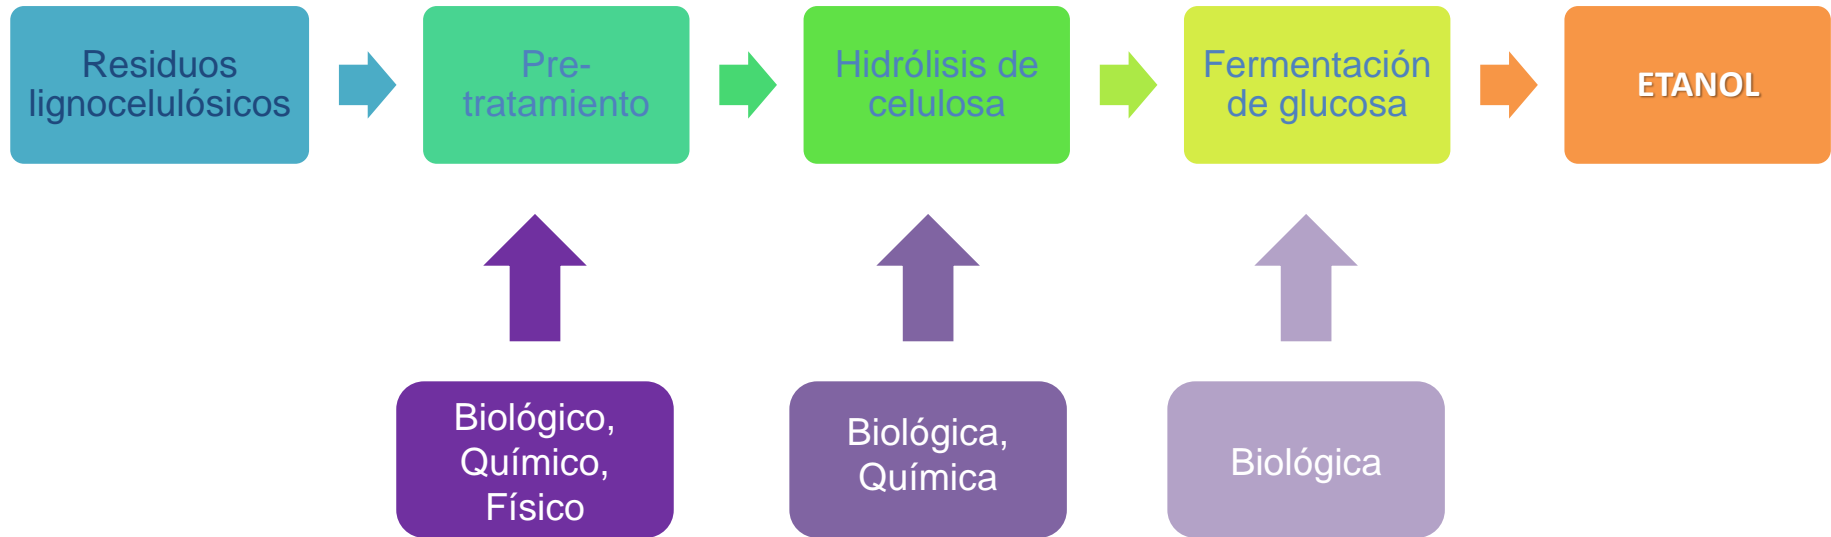 Residuos
lignocelulósicos
Pre-
tratamiento
Hidrólisis de
celulosa
Fermentación
de glucosa
ETANOL
Biológico,
Químico,
Físico
Biológica,
Química
Biológica